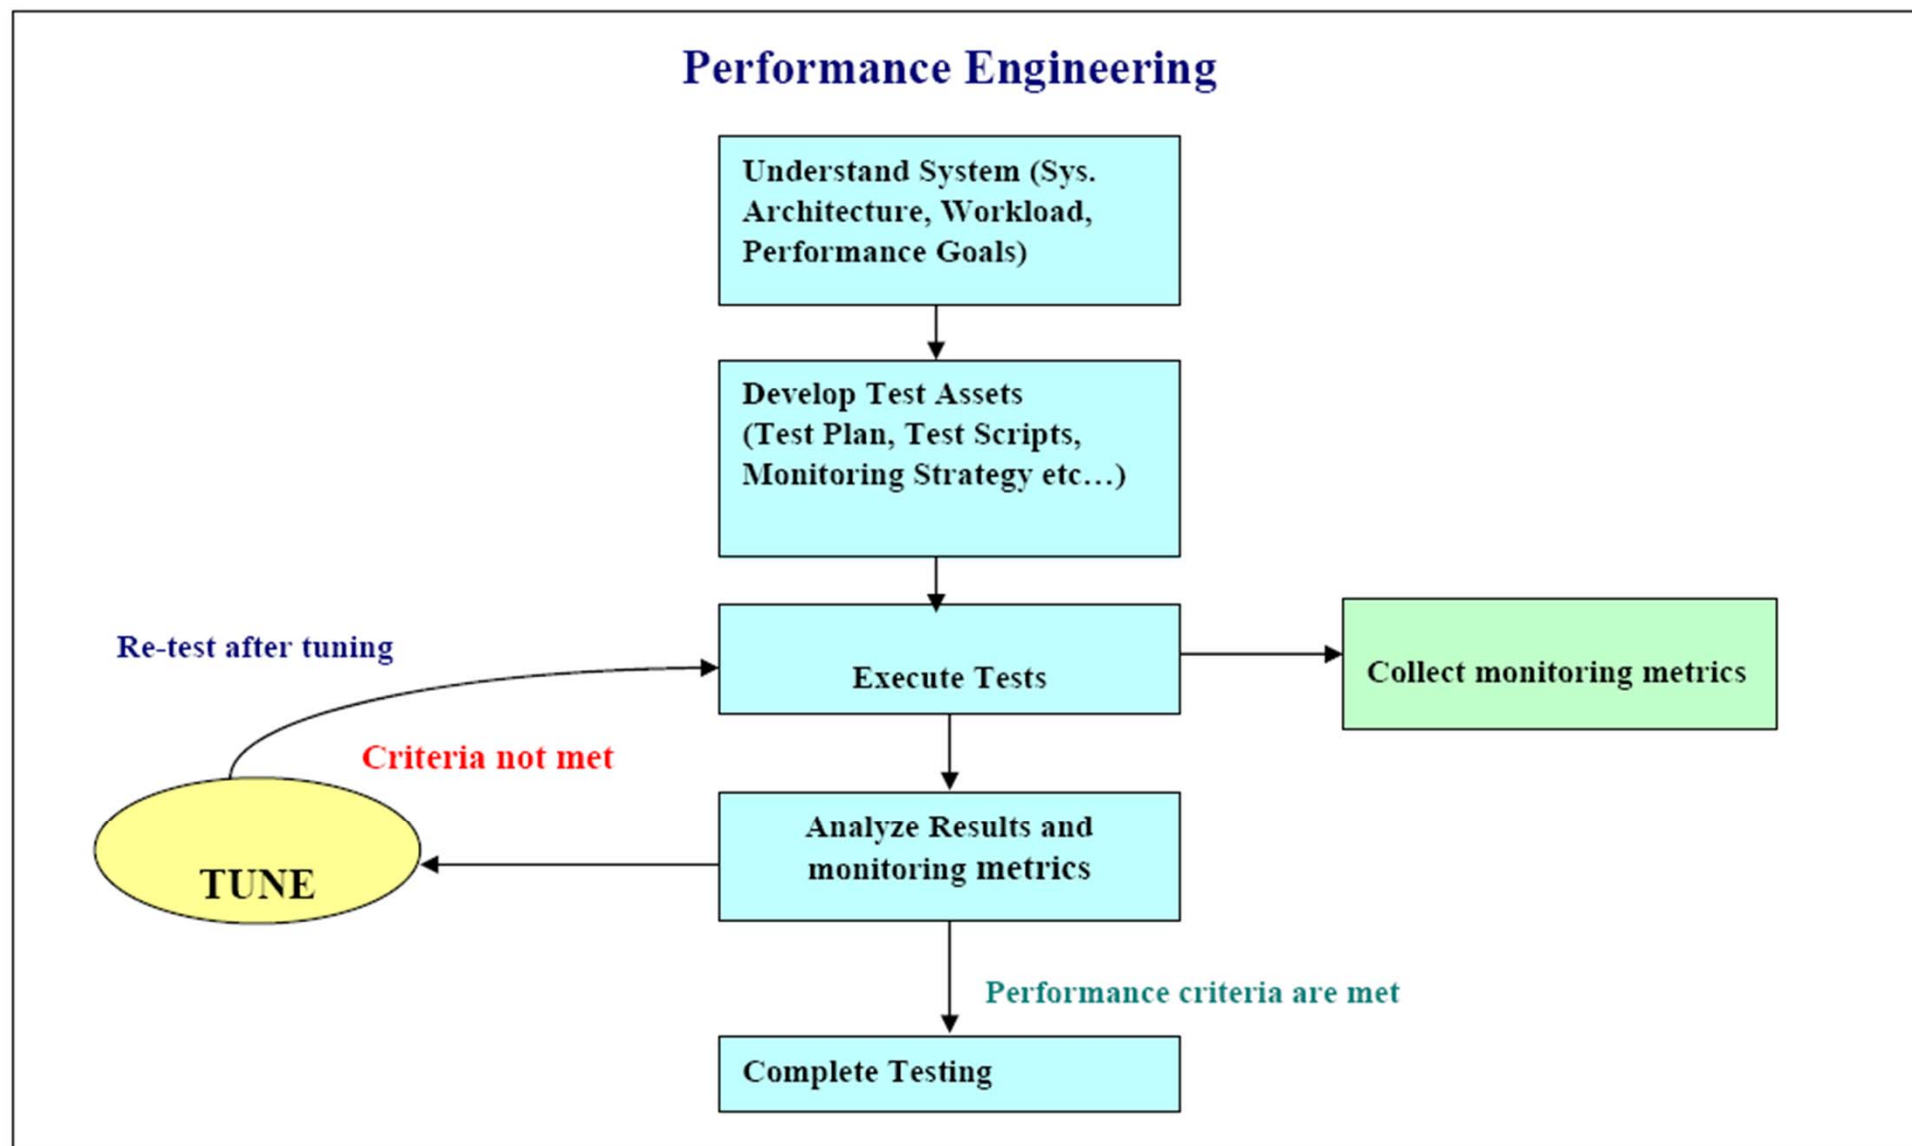 Performance Engineering
Understand System (Sys.
Architecture, Workload,
Performance Goals)
Develop Test Assets
(Test Plan, Test Scripts,
Monitoring Strategy etc…)
Re-test after tuning
Execute Tests
Collect monitoring metrics
Criteria not met
TUNE
Analyze Results and
monitoring metrics
Performance criteria are met
Complete Testing